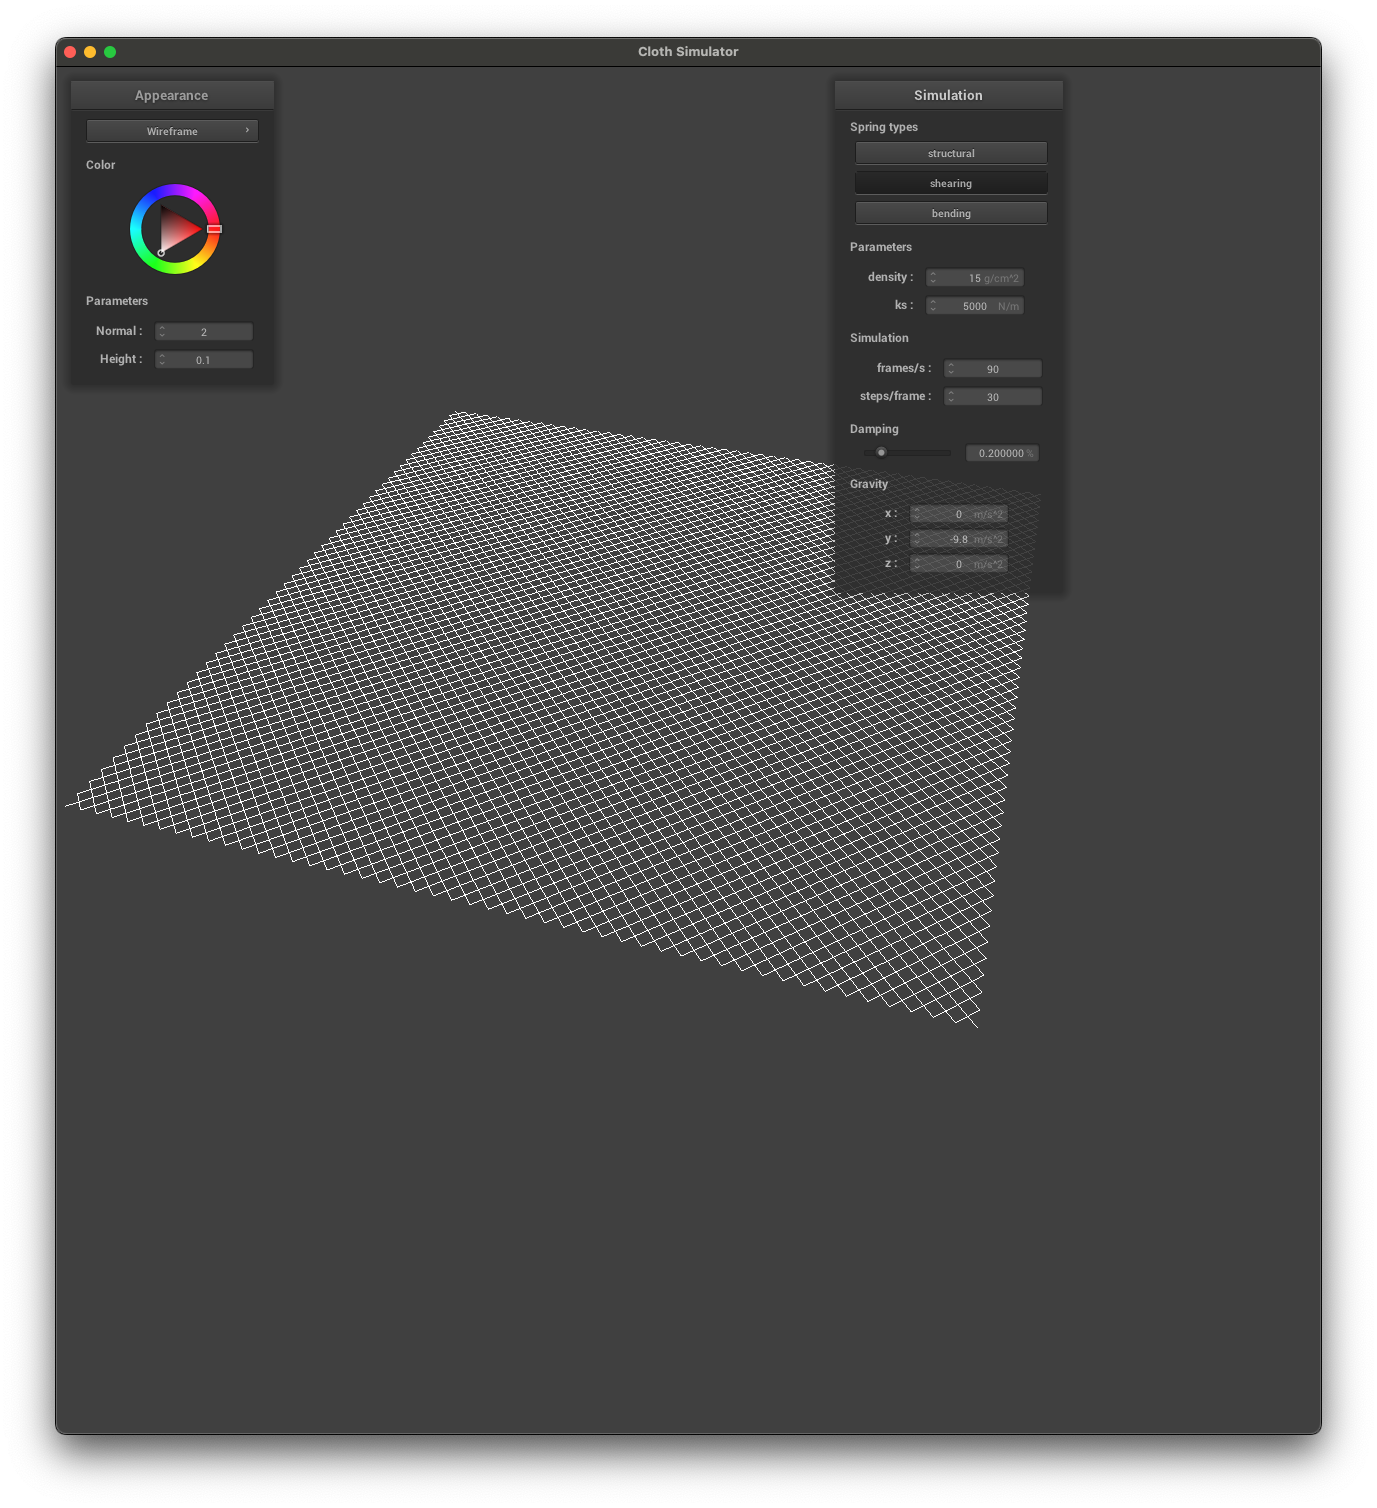 Cloth Simulator
Appearance
Wireframe
Color
Parameters
Normal : 2
Height : 0.1
Simulation
Spring types
structural
shearing
bending
Parameters
density : 15 g/cm^2
ks : 5000 N/m
Simulation
frames/s : 90
steps/frame : 30
Damping
0.200000 %
Gravity
x : 0 m/s^2
y : -9.8 m/s^2
z : 0 m/s^2